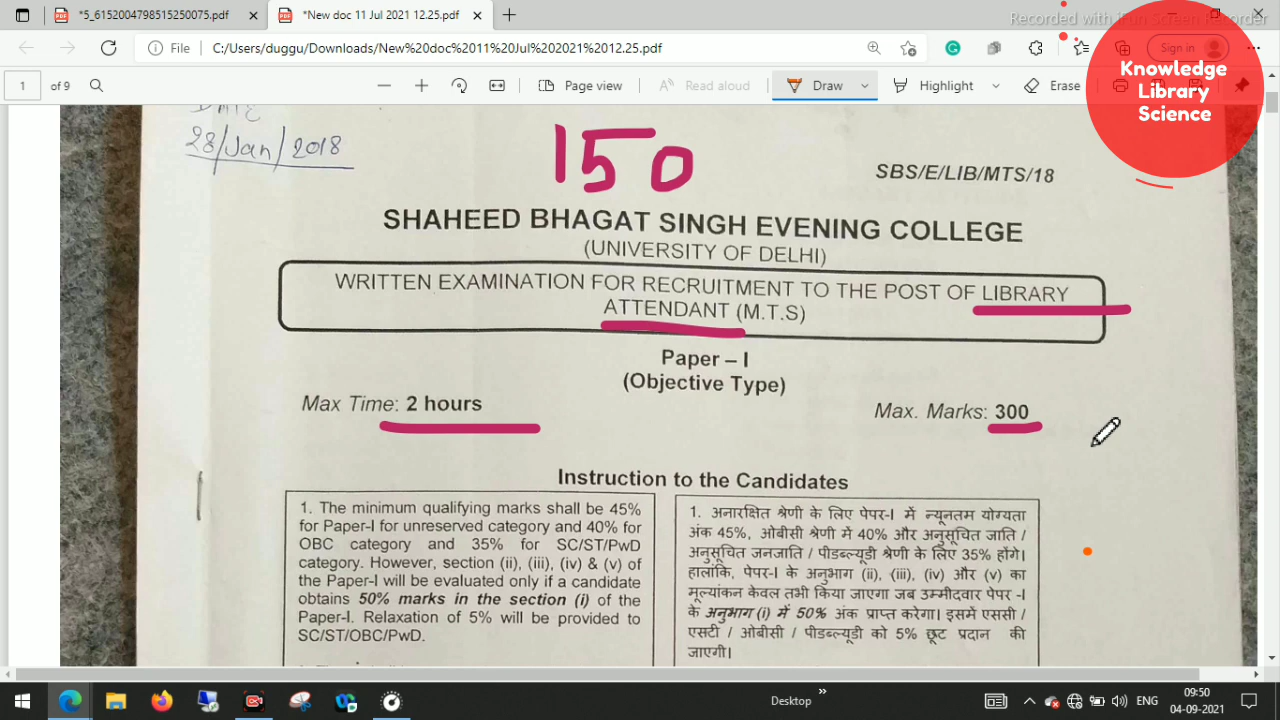 *5_6152004798515250075.pdf
*New doc 11 Jul 2021 12.25.pdf
Recorded with iFun Screen Recorder
File
C:/Users/duggu/Downloads/New%20doc%2011%20Jul%202021%2012.25.pdf
Sign in
1 of 9
Page view
Read aloud
Draw
Highlight
Erase
Knowledge
Library
Science
DATE
28/Jan/2018
150
SBS/E/LIB/MTS/18
SHAHEED BHAGAT SINGH EVENING COLLEGE
(UNIVERSITY OF DELHI)
WRITTEN EXAMINATION FOR RECRUITMENT TO THE POST OF LIBRARY
ATTENDANT (M.T.S)
Paper – I
(Objective Type)
Max Time: 2 hours
Max. Marks: 300
Instruction to the Candidates
1. The minimum qualifying marks shall be 45%
for Paper-I for unreserved category and 40% for
OBC category and 35% for SC/ST/PwD
category. However, section (ii), (iii), (iv) & (v) of
the Paper-I will be evaluated only if a candidate
obtains 50% marks in the section (i) of the
Paper-I. Relaxation of 5% will be provided to
SC/ST/OBC/PwD.
1. अनारक्षित श्रेणी के लिए पेपर-I में न्यूनतम योग्यता
अंक 45%, ओबीसी श्रेणी में 40% और अनुसूचित जाति /
अनुसूचित जनजाति / पीडब्ल्यूडी श्रेणी के लिए 35% होंगे।
हालांकि, पेपर-I के अनुभाग (ii), (iii), (iv) और (v) का
मूल्यांकन केवल तभी किया जाएगा जब उम्मीदवार पेपर -I
के अनुभाग (i) में 50% अंक प्राप्त करेगा। इसमें एससी /
एसटी / ओबीसी / पीडब्ल्यूडी को 5% छूट प्रदान की
जाएगी।
Desktop
ENG
09:50
04-09-2021